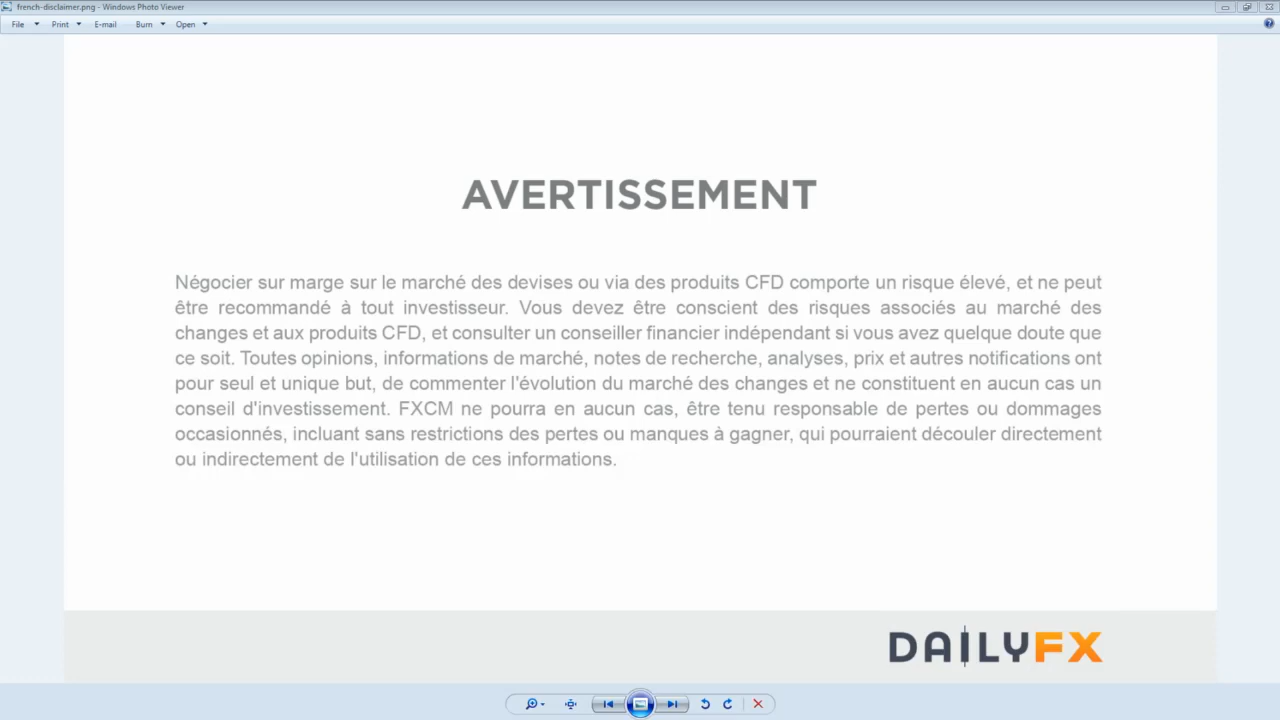 french-disclaimer.png - Windows Photo Viewer
File Print E-mail Burn Open
AVERTISSEMENT
Négocier sur marge sur le marché des devises ou via des produits CFD comporte un risque élevé, et ne peut
être recommandé à tout investisseur. Vous devez être conscient des risques associés au marché des
changes et aux produits CFD, et consulter un conseiller financier indépendant si vous avez quelque doute que
ce soit. Toutes opinions, informations de marché, notes de recherche, analyses, prix et autres notifications ont
pour seul et unique but, de commenter l'évolution du marché des changes et ne constituent en aucun cas un
conseil d'investissement. FXCM ne pourra en aucun cas, être tenu responsable de pertes ou dommages
occasionnés, incluant sans restrictions des pertes ou manques à gagner, qui pourraient découler directement
ou indirectement de l'utilisation de ces informations.
DAILYFX